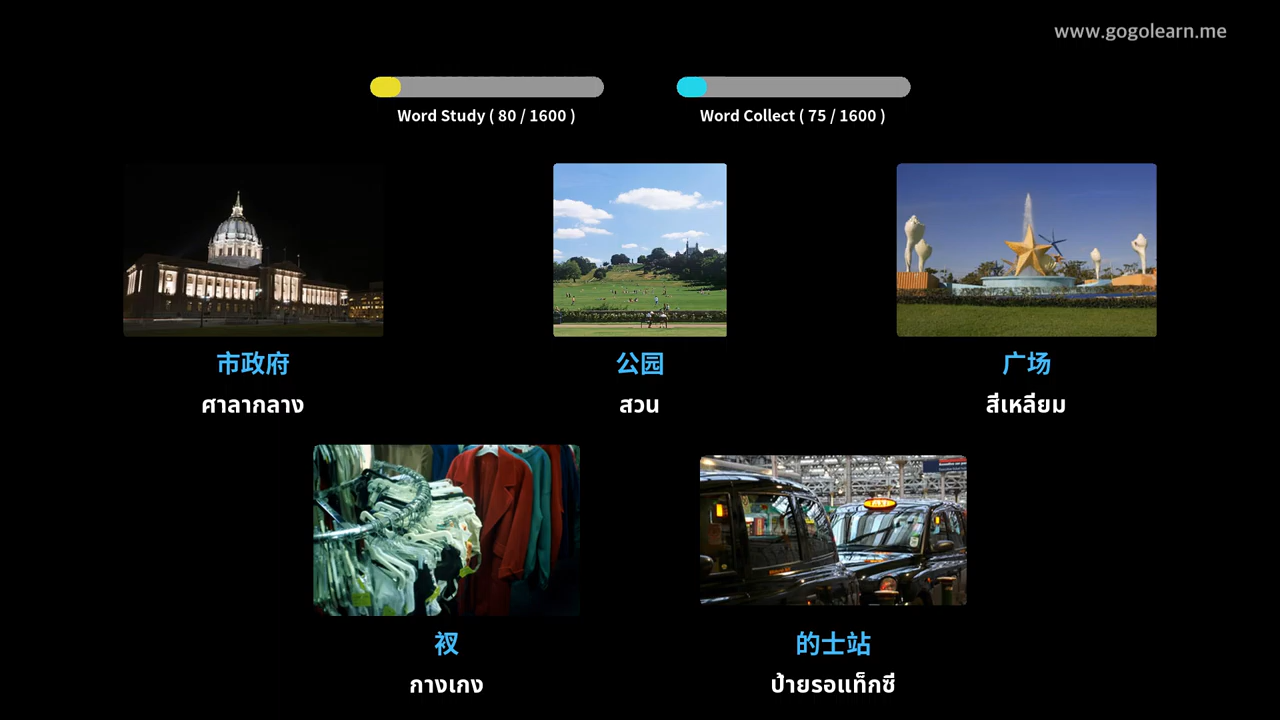 www.gogolearn.me
Word Study ( 80 / 1600 )
Word Collect ( 75 / 1600 )
市政府
公园
广场
ศาลากลาง
สวน
สีเหลี่ยม
衩
的士站
กางเกง
ป้ายรอแท็กซี่
TAXI